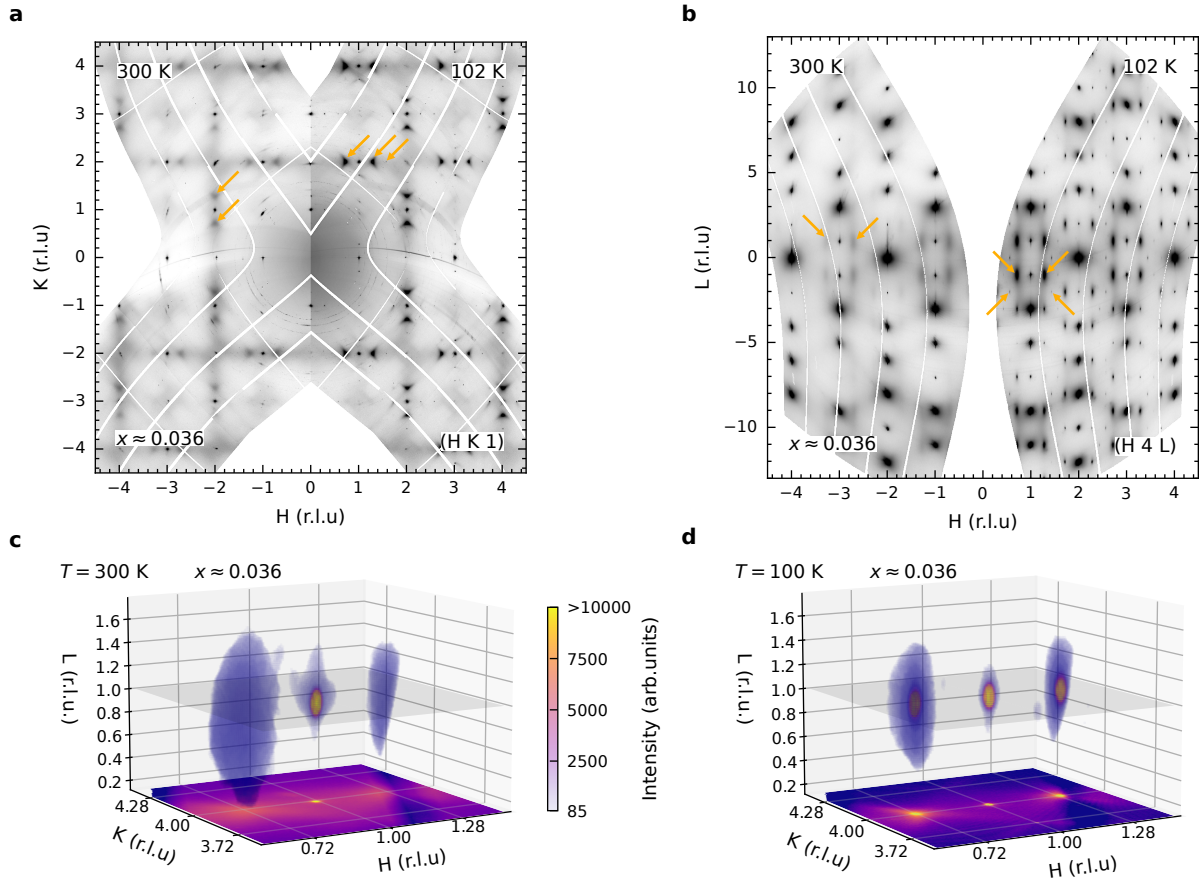 a
300 K
102 K
x ≈ 0.036
(H K 1)
4
3
2
1
0
−1
−2
−3
−4
K (r.l.u)
−4 −3 −2 −1 0 1 2 3 4
H (r.l.u)
b
300 K
102 K
x ≈ 0.036
(H 4 L)
10
5
0
−5
−10
L (r.l.u)
−4 −3 −2 −1 0 1 2 3 4
H (r.l.u)
c
T = 300 K x ≈ 0.036
1.6
1.4
1.2
1.0
0.8
0.6
0.4
0.2
L (r.l.u.)
4.28
4.00
3.72
K (r.l.u)
0.72
1.00
1.28
H (r.l.u)
>10000
7500
5000
2500
85
Intensity (arb.units)
d
T = 100 K x ≈ 0.036
1.6
1.4
1.2
1.0
0.8
0.6
0.4
0.2
L (r.l.u.)
4.28
4.00
3.72
K (r.l.u)
0.72
1.00
1.28
H (r.l.u)